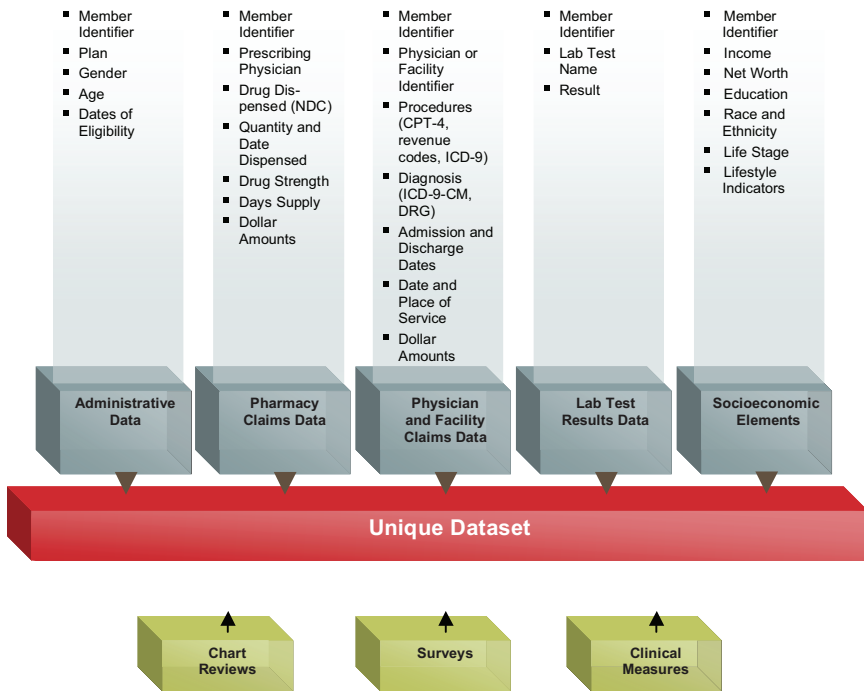 ▪ Member
Identifier
▪ Plan
▪ Gender
▪ Age
▪ Dates of
Eligibility
▪ Member
Identifier
▪ Prescribing
Physician
▪ Drug Dis-
pensed (NDC)
▪ Quantity and
Date
Dispensed
▪ Drug Strength
▪ Days Supply
▪ Dollar
Amounts
▪ Member
Identifier
▪ Physician or
Facility
Identifier
▪ Procedures
(CPT-4,
revenue
codes, ICD-9)
▪ Diagnosis
(ICD-9-CM,
DRG)
▪ Admission and
Discharge
Dates
▪ Date and
Place of
Service
▪ Dollar
Amounts
▪ Member
Identifier
▪ Lab Test
Name
▪ Result
▪ Member
Identifier
▪ Income
▪ Net Worth
▪ Education
▪ Race and
Ethnicity
▪ Life Stage
▪ Lifestyle
Indicators
Administrative
Data
Pharmacy
Claims Data
Physician
and Facility
Claims Data
Lab Test
Results Data
Socioeconomic
Elements
Unique Dataset
Chart
Reviews
Surveys
Clinical
Measures